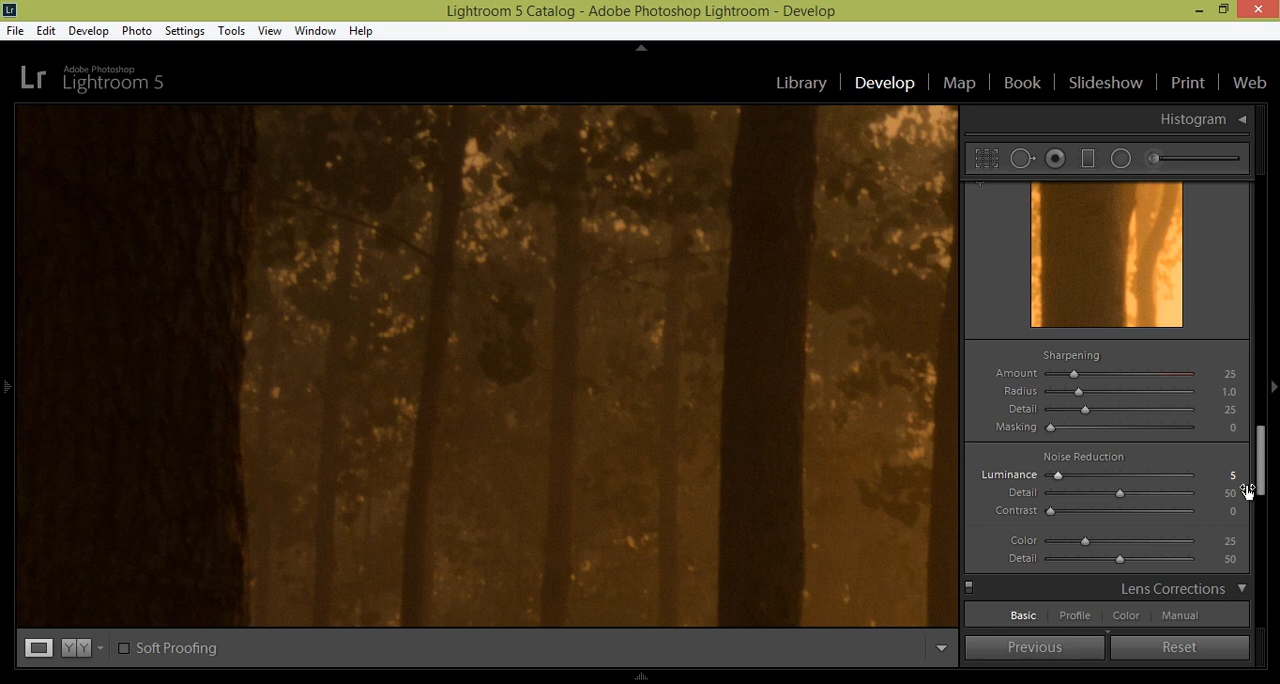 Lr
Lightroom 5 Catalog - Adobe Photoshop Lightroom - Develop
File Edit Develop Photo Settings Tools View Window Help
Lr Adobe Photoshop
Lightroom 5
Library Develop Map Book Slideshow Print Web
Histogram
Sharpening
Amount 25
Radius 1.0
Detail 25
Masking 0
Noise Reduction
Luminance 5
Detail 50
Contrast 0
Color 25
Detail 50
Lens Corrections
Basic Profile Color Manual
YY Soft Proofing
Previous Reset